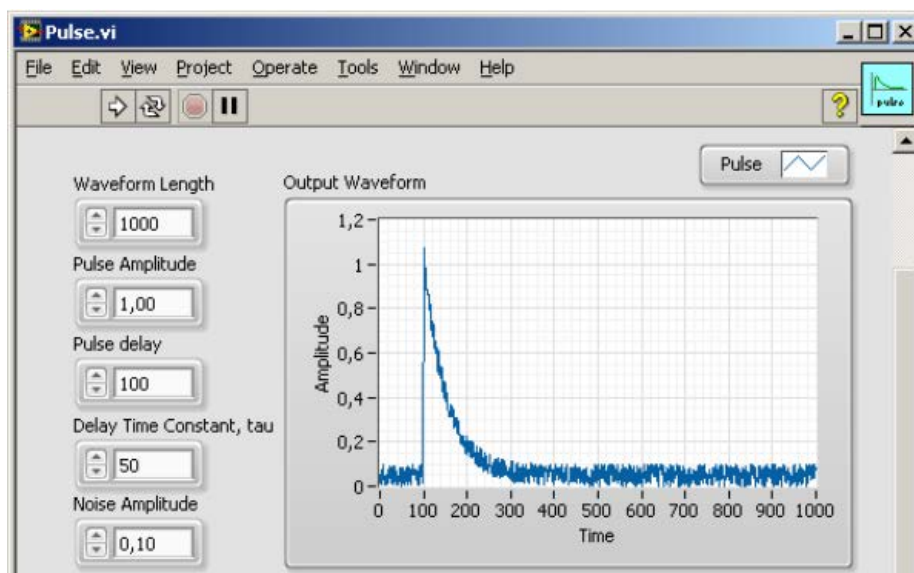 Pulse.vi
File Edit View Project Operate Tools Window Help
pulse
Pulse
Waveform Length
1000
Pulse Amplitude
1,00
Pulse delay
100
Delay Time Constant, tau
50
Noise Amplitude
0,10
Output Waveform
1,2
1
0,8
0,6
0,4
0,2
0
Amplitude
0 100 200 300 400 500 600 700 800 900 1000
Time